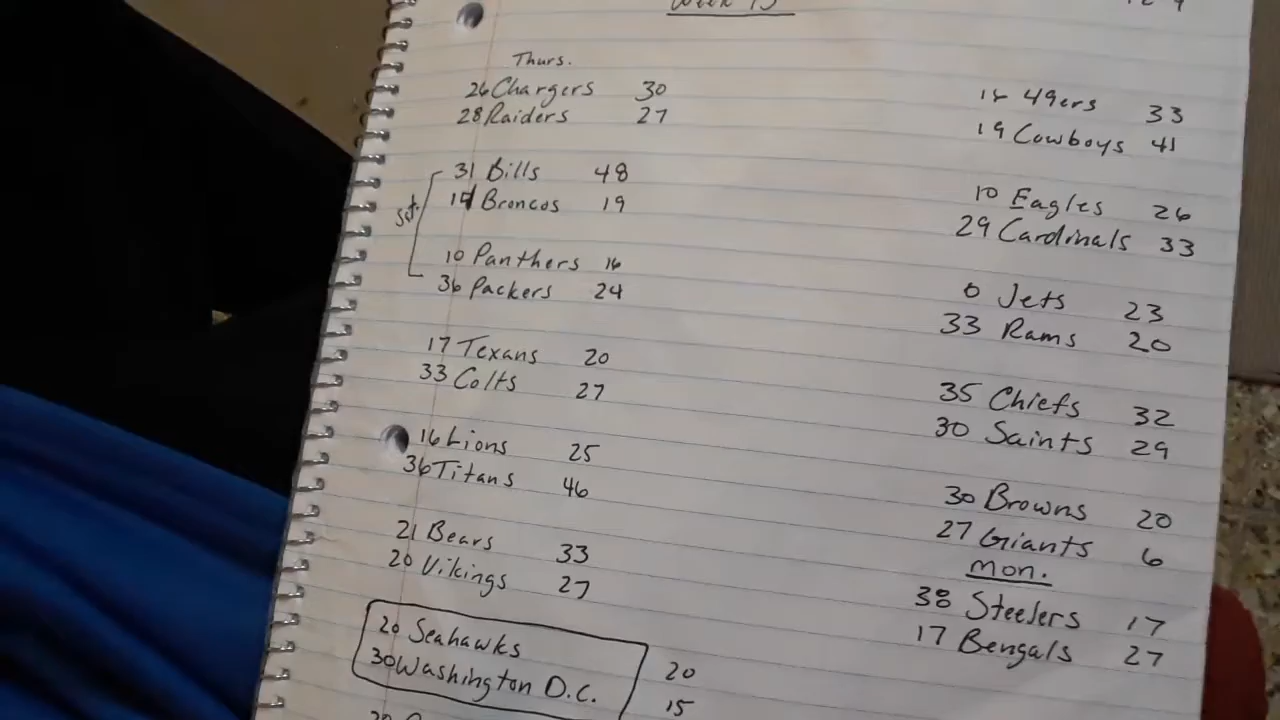 Week 15
Thurs.
26 Chargers 30
28 Raiders 27
Sat.
31 Bills 48
19 Broncos 19
10 Panthers 16
36 Packers 24
17 Texans 20
33 Colts 27
16 Lions 25
36 Titans 46
21 Bears 33
20 Vikings 27
20 Seahawks 20
30 Washington D.C. 15
49ers 33
19 Cowboys 41
10 Eagles 26
29 Cardinals 33
0 Jets 23
33 Rams 20
35 Chiefs 32
30 Saints 29
30 Browns 20
27 Giants 6
Mon.
38 Steelers 17
17 Bengals 27